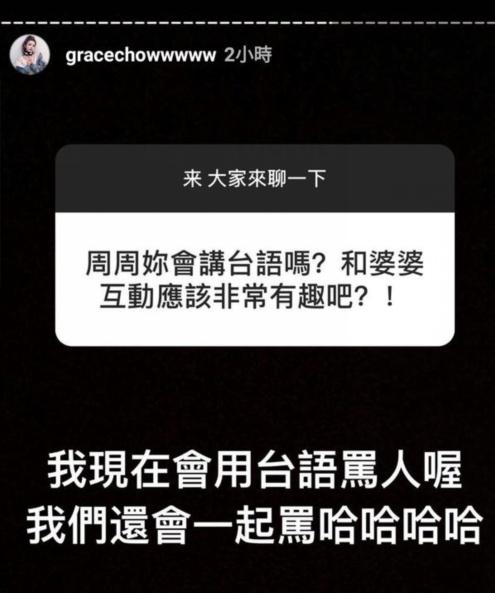 gracechowwwww 2小時
来 大家來聊一下
周周妳會講台語嗎？和婆婆
互動應該非常有趣吧？！
我現在會用台語罵人喔
我們還會一起罵哈哈哈哈